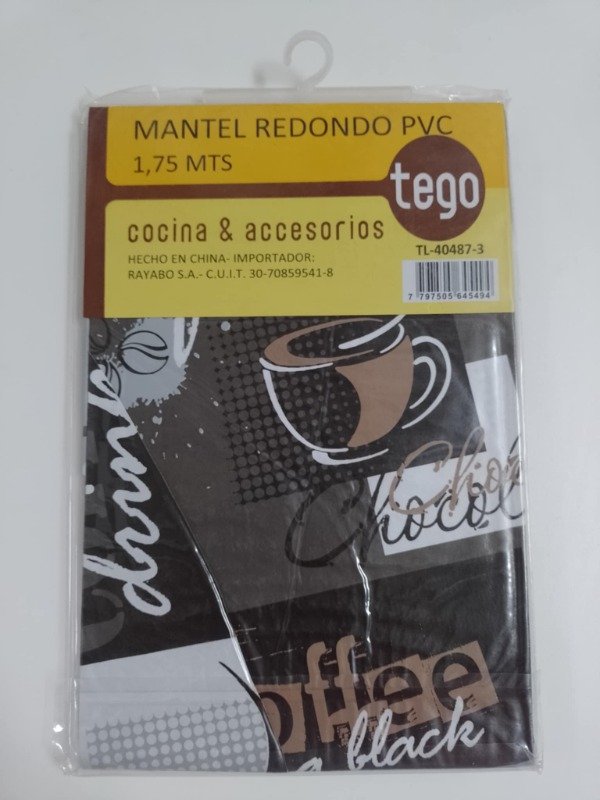 MANTEL REDONDO PVC
1,75 MTS
tego
cocina & accesorios
TL-40487-3
HECHO EN CHINA- IMPORTADOR:
RAYABO S.A.- C.U.I.T. 30-70859541-8
7 797505 645494
drink
Choc
Chocol
offee
black